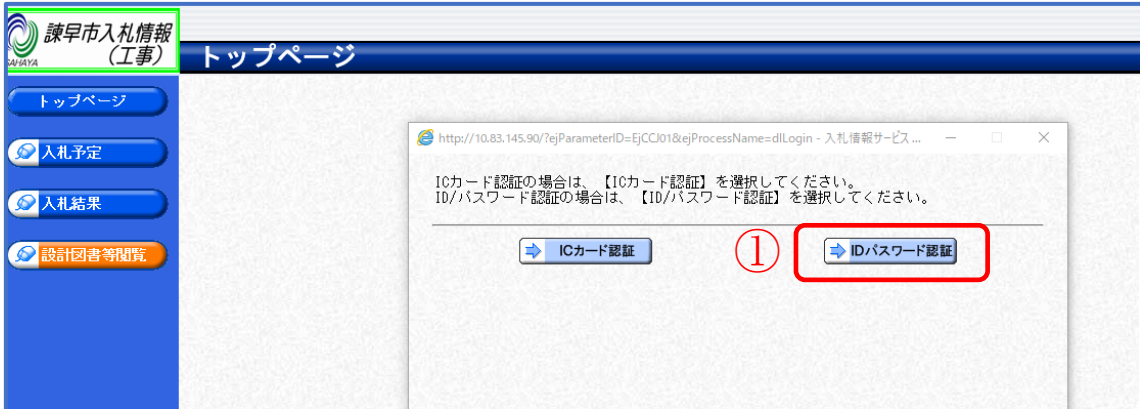 諫早市入札情報
(工事)
トップページ
トップページ
入札予定
入札結果
設計図書等閲覧
http://10.83.145.90/?ejParameterID=EjCCJ01&ejProcessName=dlLogin - 入札情報サービス ...
ICカード認証の場合は、【ICカード認証】を選択してください。
ID/パスワード認証の場合は、【ID/パスワード認証】を選択してください。
ICカード認証
①
IDパスワード認証